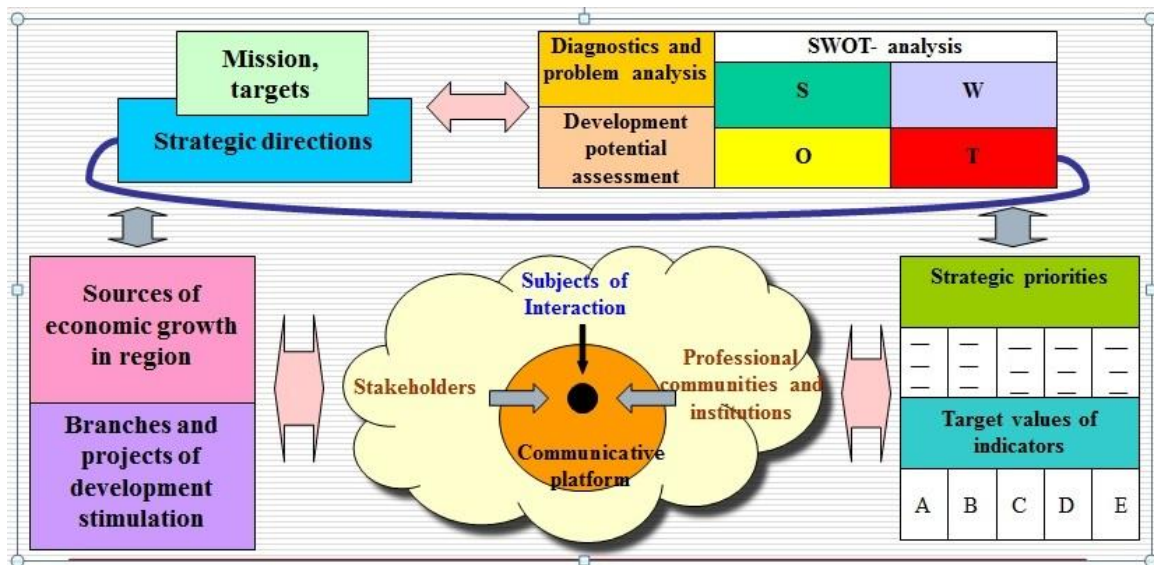 Mission,
targets
Strategic directions
Diagnostics and
problem analysis
Development
potential
assessment
SWOT- analysis
S
W
O
T
Sources of
economic growth
in region
Branches and
projects of
development
stimulation
Subjects of
Interaction
Stakeholders
Professional
communities and
institutions
Communicative
platform
Strategic priorities
Target values of
indicators
A B C D E